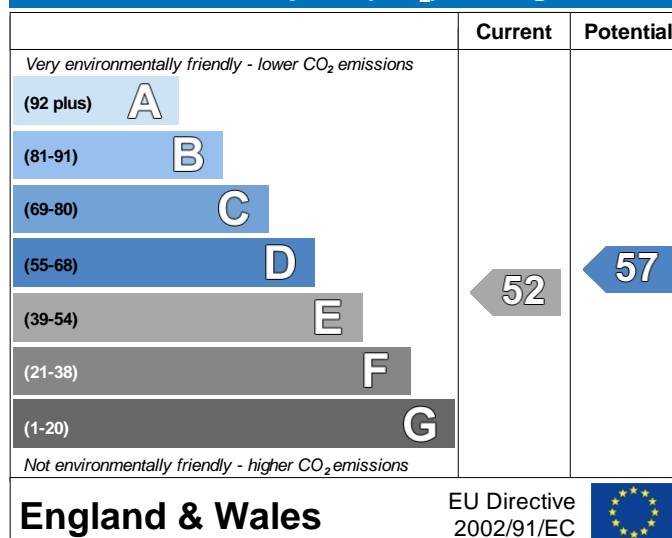 Current Potential
Very environmentally friendly - lower CO₂ emissions
(92 plus) A
(81-91) B
(69-80) C
(55-68) D
57
52
(39-54) E
(21-38) F
(1-20) G
Not environmentally friendly - higher CO₂ emissions
England & Wales
EU Directive
2002/91/EC